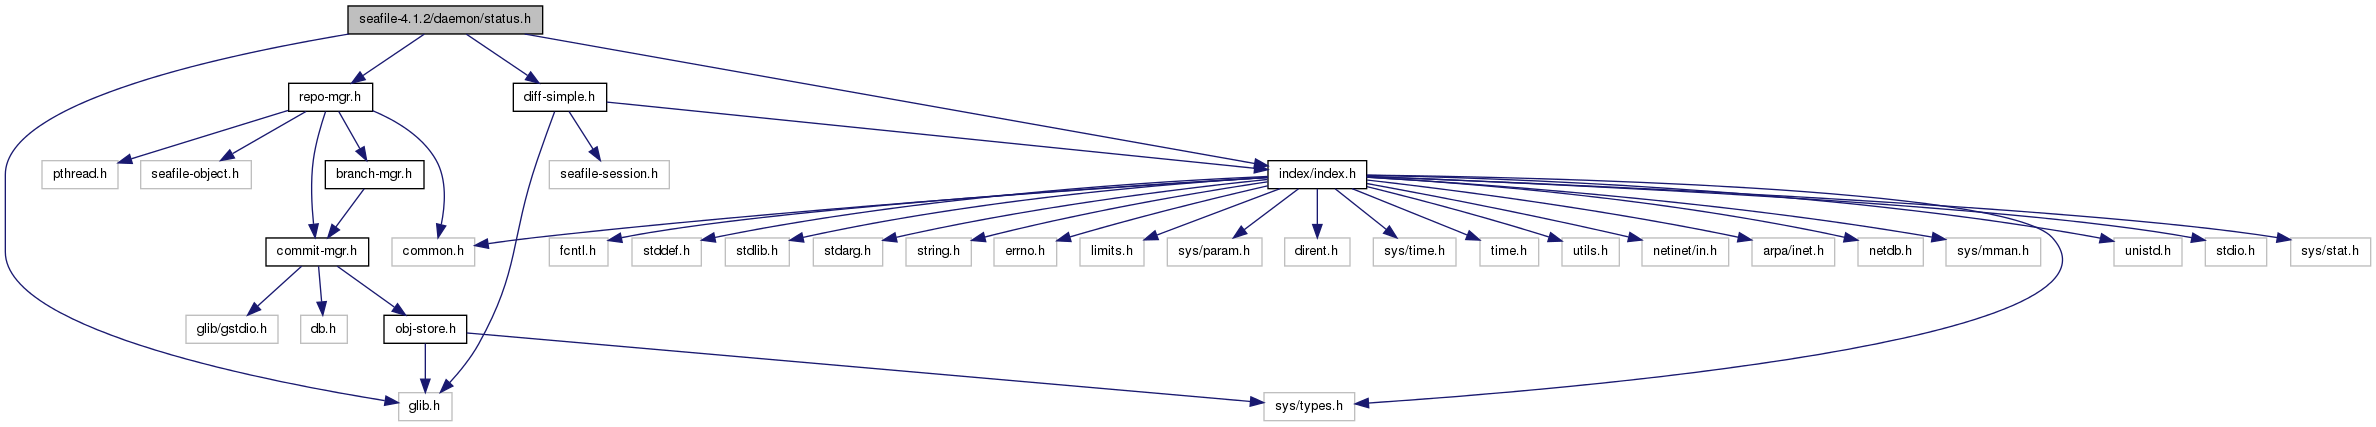 seafile-4.1.2/daemon/status.h
repo-mgr.h
diff-simple.h
pthread.h
seafile-object.h
branch-mgr.h
seafile-session.h
index/index.h
commit-mgr.h
common.h
fcntl.h
stddef.h
stdlib.h
stdarg.h
string.h
errno.h
limits.h
sys/param.h
dirent.h
sys/time.h
time.h
utils.h
netinet/in.h
arpa/inet.h
netdb.h
sys/mman.h
unistd.h
stdio.h
sys/stat.h
glib/gstdio.h
db.h
obj-store.h
glib.h
sys/types.h